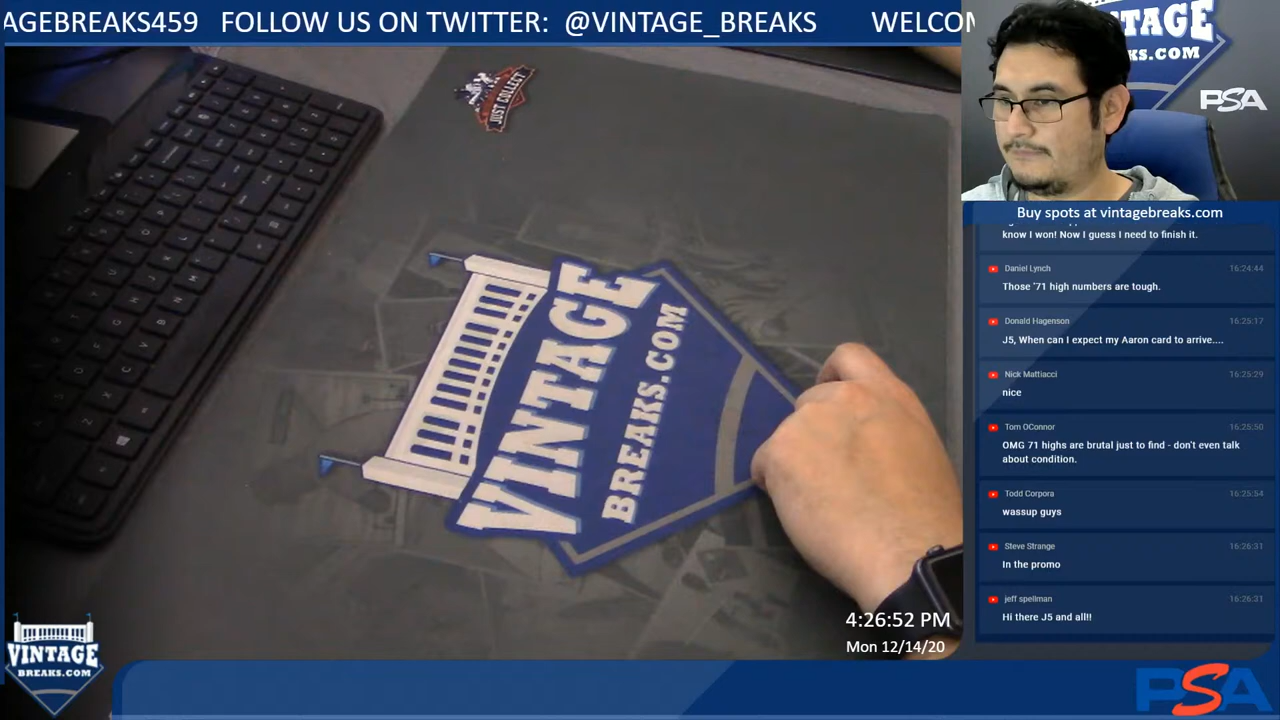 AGEBREAKS459 FOLLOW US ON TWITTER: @VINTAGE_BREAKS WELCOM
JUST COLLECT
TAGE
KS.COM
PSA
Buy spots at vintagebreaks.com
know I won! Now I guess I need to finish it.
Daniel Lynch 16:24:44
Those '71 high numbers are tough.
Donald Hagenson 16:25:17
J5, When can I expect my Aaron card to arrive....
Nick Mattiacci 16:25:29
nice
Tom OConnor 16:25:50
OMG 71 highs are brutal just to find - don't even talk
about condition.
Todd Corpora 16:25:54
wassup guys
Steve Strange 16:26:31
In the promo
jeff spellman 16:26:31
Hi there J5 and all!!
VINTAGE
BREAKS.COM
4:26:52 PM
Mon 12/14/20
VINTAGE
BREAKS.COM
PSA